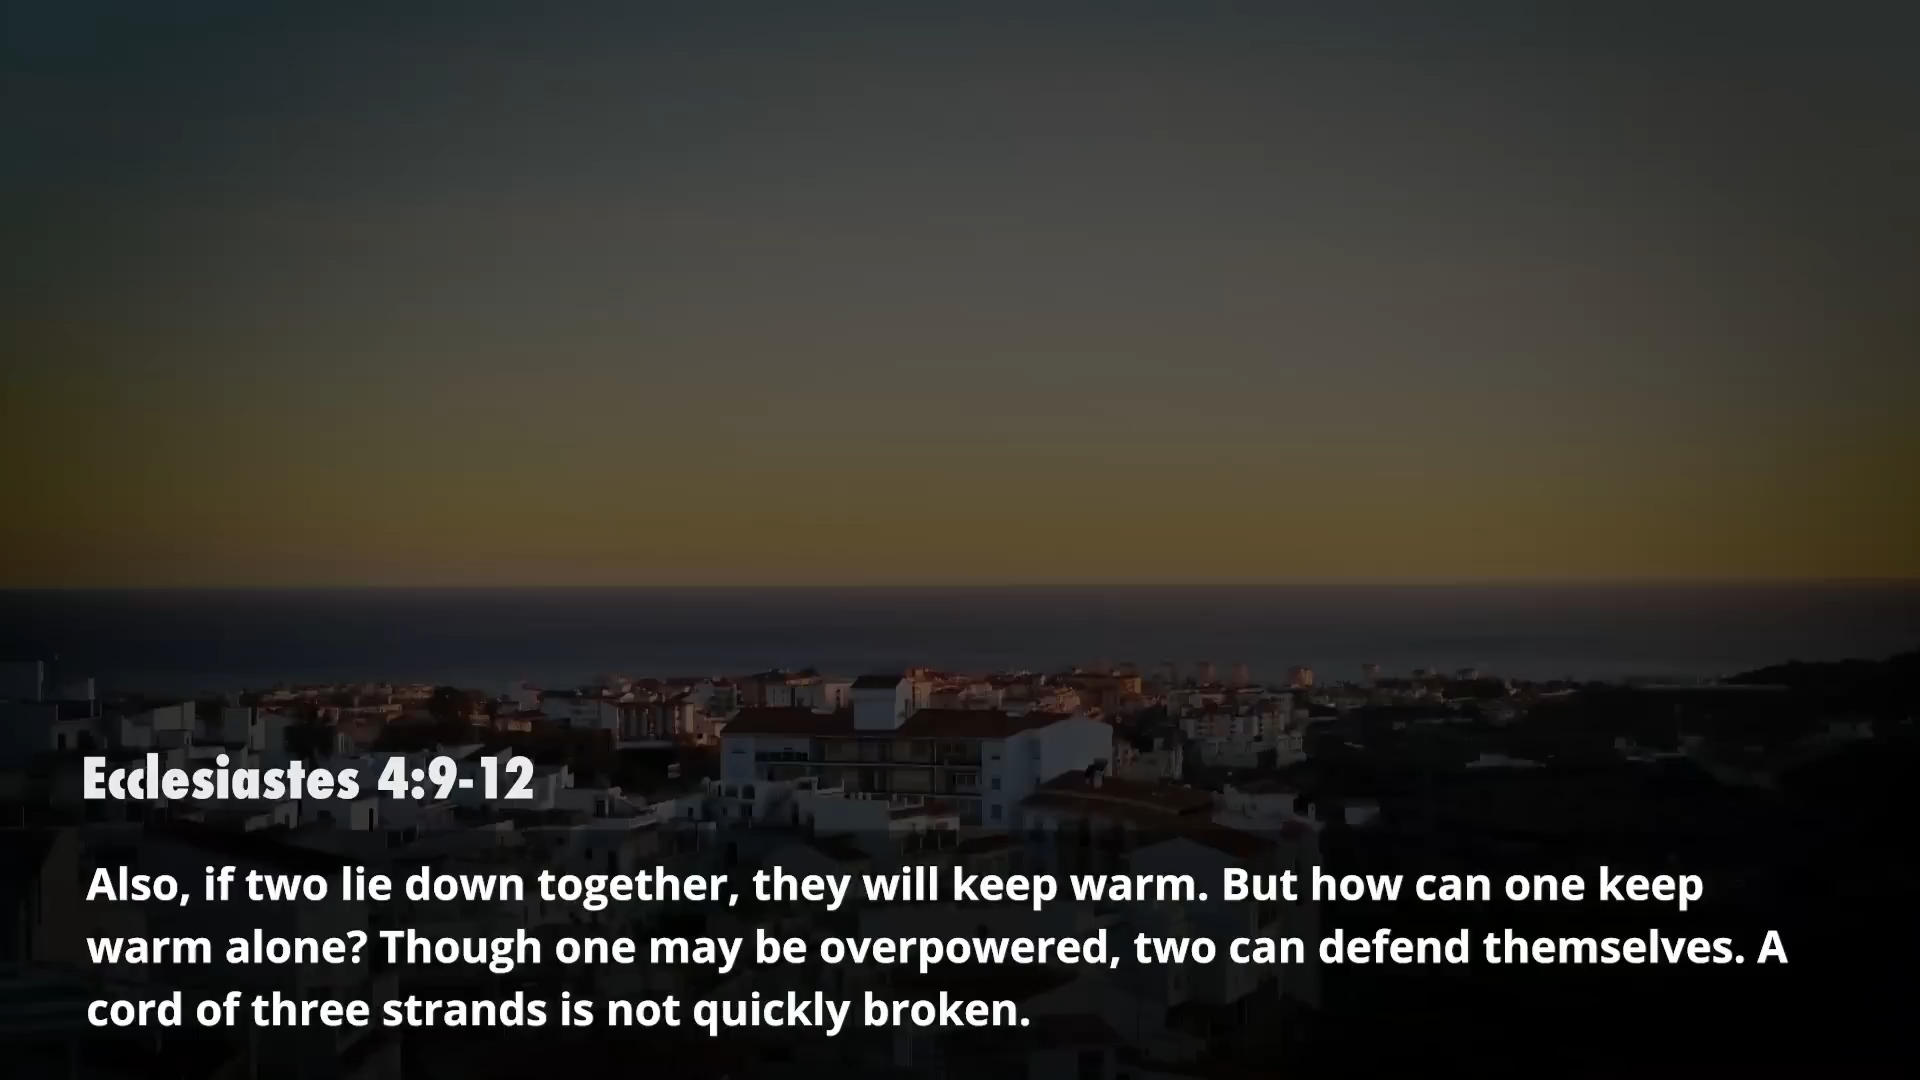 Ecclesiastes 4:9-12
Also, if two lie down together, they will keep warm. But how can one keep
warm alone? Though one may be overpowered, two can defend themselves. A
cord of three strands is not quickly broken.